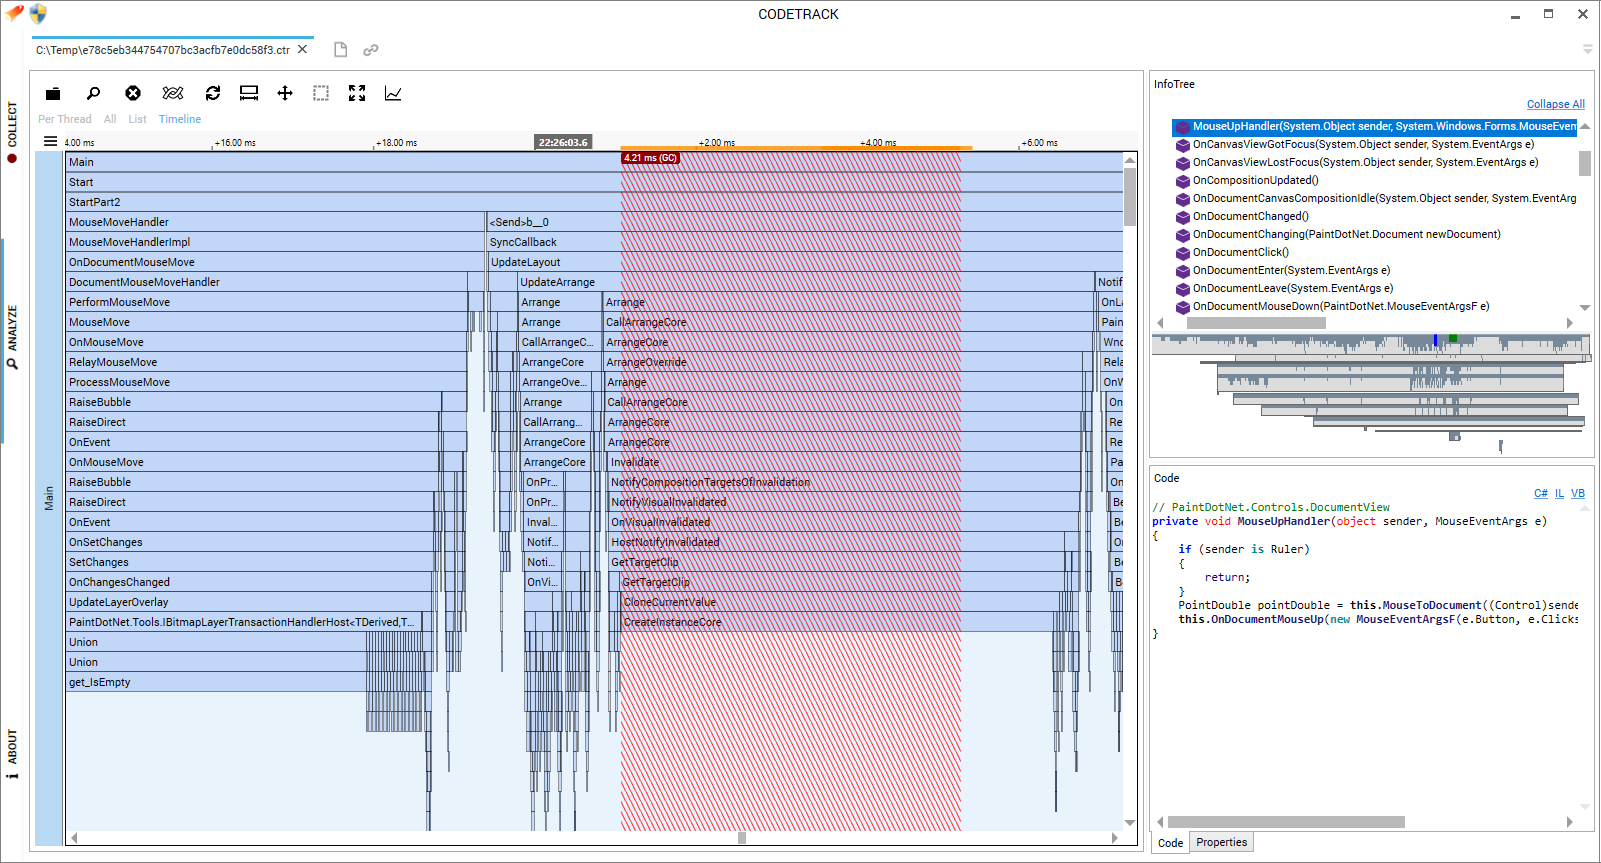 CODETRACK
C:\Temp\e78c5eb344754707bc3acfb7e0dc58f3.ctr
COLLECT
ANALYZE
ABOUT
Per Thread All List Timeline
4.00 ms +16.00 ms +18.00 ms 22:26:03.6 +2.00 ms +4.00 ms +6.00 ms
Main
4.21 ms (GC)
Main
Start
StartPart2
MouseMoveHandler <Send>b__0
MouseMoveHandlerImpl SyncCallback
OnDocumentMouseMove UpdateLayout
DocumentMouseMoveHandler UpdateArrange Notif
PerformMouseMove Arrange Arrange OnLa
MouseMove Arrange CallArrangeCore Pain
OnMouseMove CallArrangeC... ArrangeCore Wnd
RelayMouseMove ArrangeCore ArrangeOverride Rela
ProcessMouseMove ArrangeOve... Arrange OnW
RaiseBubble Arrange CallArrangeCore On
RaiseDirect CallArrang... ArrangeCore Re
OnEvent ArrangeCore ArrangeCore Re
OnMouseMove ArrangeCore Invalidate Pa
RaiseBubble OnPr... NotifyCompositionTargetsOfInvalidation On
RaiseDirect OnPr... NotifyVisualInvalidated Be
OnEvent Inval... OnVisualInvalidated Be
OnSetChanges Notif... HostNotifyInvalidated On
SetChanges Noti... GetTargetClip Be
OnChangesChanged OnVi... GetTargetClip B
UpdateLayerOverlay CloneCurrentValue
PaintDotNet.Tools.IBitmapLayerTransactionHandlerHost<TDerived,T... CreateInstanceCore
Union
Union
get_IsEmpty
InfoTree
Collapse All
MouseUpHandler(System.Object sender, System.Windows.Forms.MouseEven
OnCanvasViewGotFocus(System.Object sender, System.EventArgs e)
OnCanvasViewLostFocus(System.Object sender, System.EventArgs e)
OnCompositionUpdated()
OnDocumentCanvasCompositionIdle(System.Object sender, System.EventArg
OnDocumentChanged()
OnDocumentChanging(PaintDotNet.Document newDocument)
OnDocumentClick()
OnDocumentEnter(System.EventArgs e)
OnDocumentLeave(System.EventArgs e)
OnDocumentMouseDown(PaintDotNet.MouseEventArgsF e)
Code
C# IL VB
// PaintDotNet.Controls.DocumentView
private void MouseUpHandler(object sender, MouseEventArgs e)
{
if (sender is Ruler)
{
return;
}
PointDouble pointDouble = this.MouseToDocument((Control)sende
this.OnDocumentMouseUp(new MouseEventArgsF(e.Button, e.Clicks
}
Code Properties